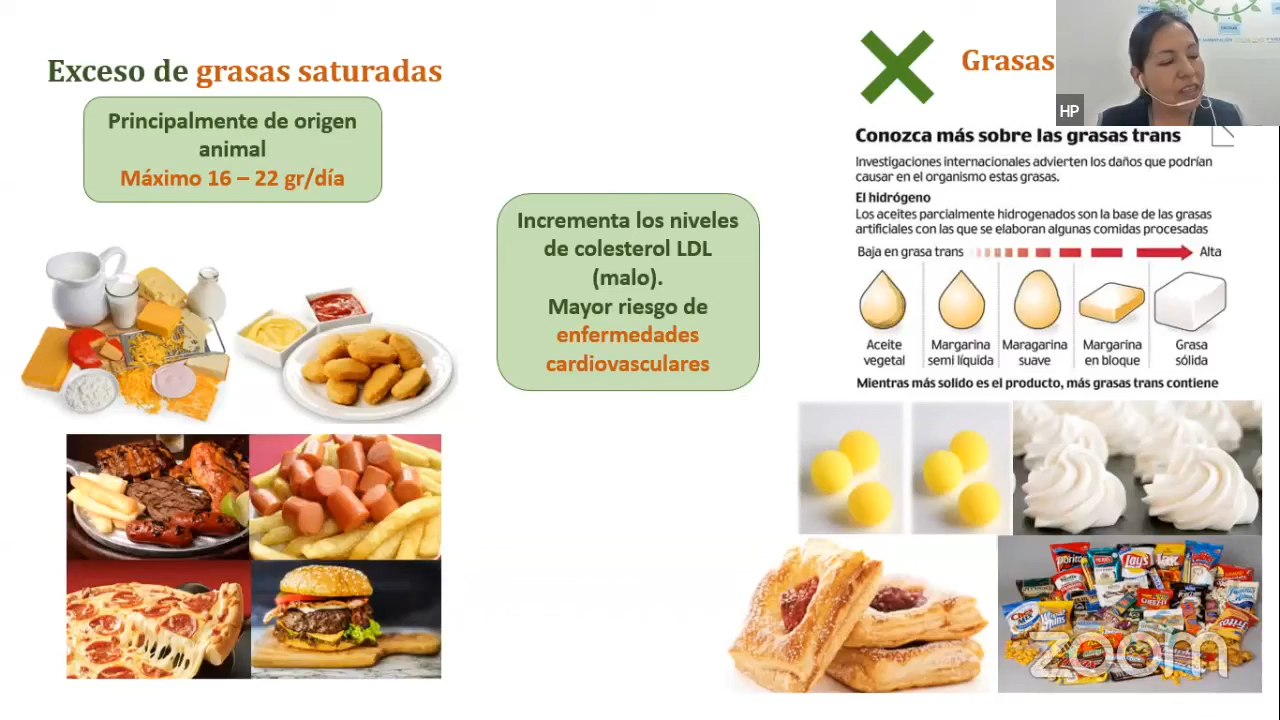 Exceso de grasas saturadas
Principalmente de origen
animal
Máximo 16 – 22 gr/día
Incrementa los niveles
de colesterol LDL
(malo).
Mayor riesgo de
enfermedades
cardiovasculares
Grasas
HP
Conozca más sobre las grasas trans
Investigaciones internacionales advierten los daños que podrían
causar en el organismo estas grasas.
El hidrógeno
Los aceites parcialmente hidrogenados son la base de las grasas
artificiales con las que se elaboran algunas comidas procesadas
Baja en grasa trans
Alta
Aceite
vegetal
Margarina
semi líquida
Maragarina
suave
Margarina
en bloque
Grasa
sólida
Mientras más solido es el producto, más grasas trans contiene
Lay's
zoom